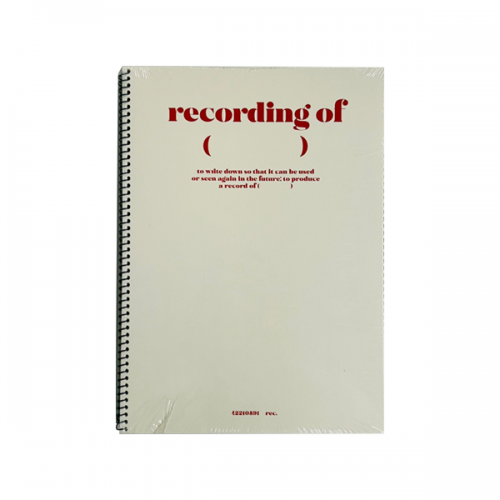 recording of
( )
to write down so that it can be used
or seen again in the future; to produce
a record of ( )
rec.